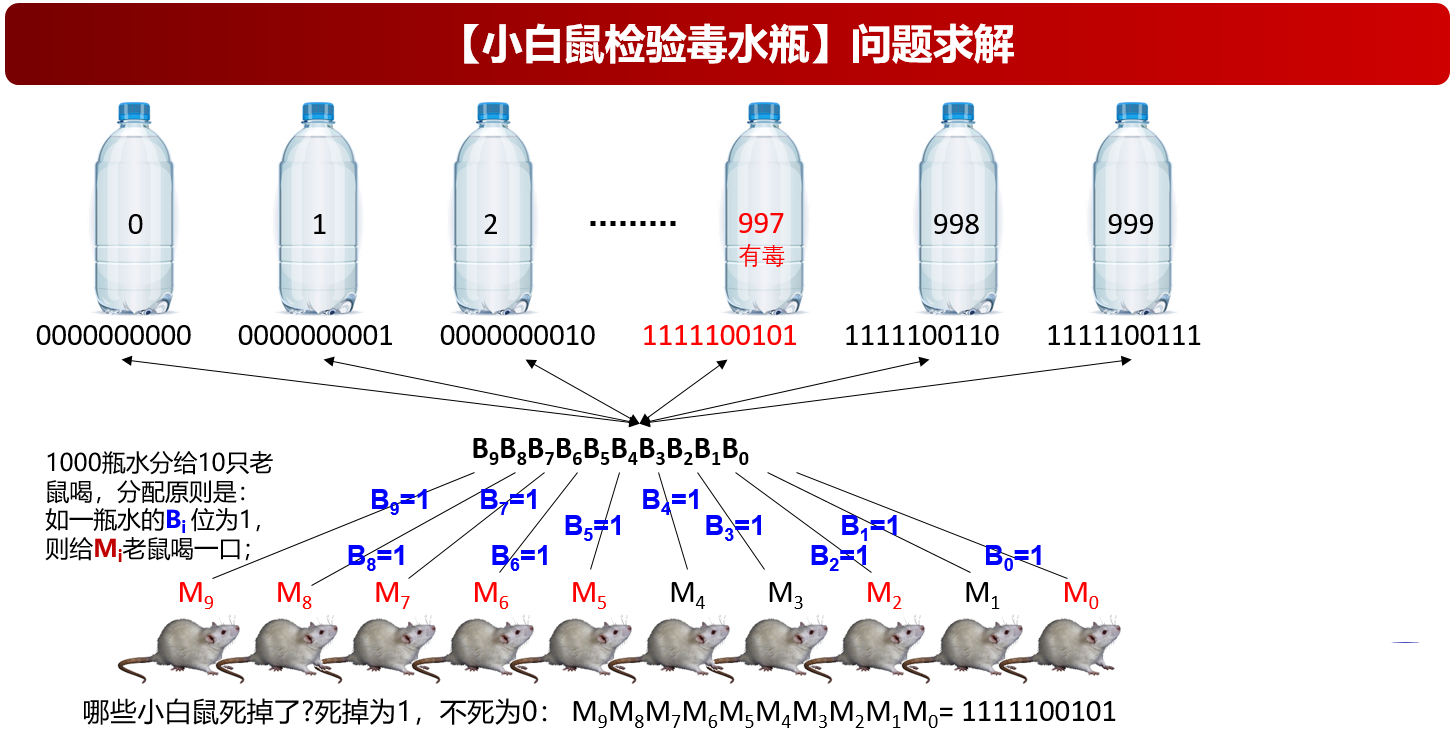 【小白鼠检验毒水瓶】问题求解
0 1 2 ········· 997 998 999
有毒
0000000000 0000000001 0000000010 1111100101 1111100110 1111100111
B₉B₈B₇B₆B₅B₄B₃B₂B₁B₀
1000瓶水分给10只老
鼠喝，分配原则是：
如一瓶水的Bᵢ位为1，
则给Mᵢ老鼠喝一口；
B₉=1 B₇=1 B₄=1
B₅=1 B₃=1 B₁=1
B₈=1 B₆=1 B₂=1 B₀=1
M₉ M₈ M₇ M₆ M₅ M₄ M₃ M₂ M₁ M₀
哪些小白鼠死掉了?死掉为1，不死为0： M₉M₈M₇M₆M₅M₄M₃M₂M₁M₀= 1111100101